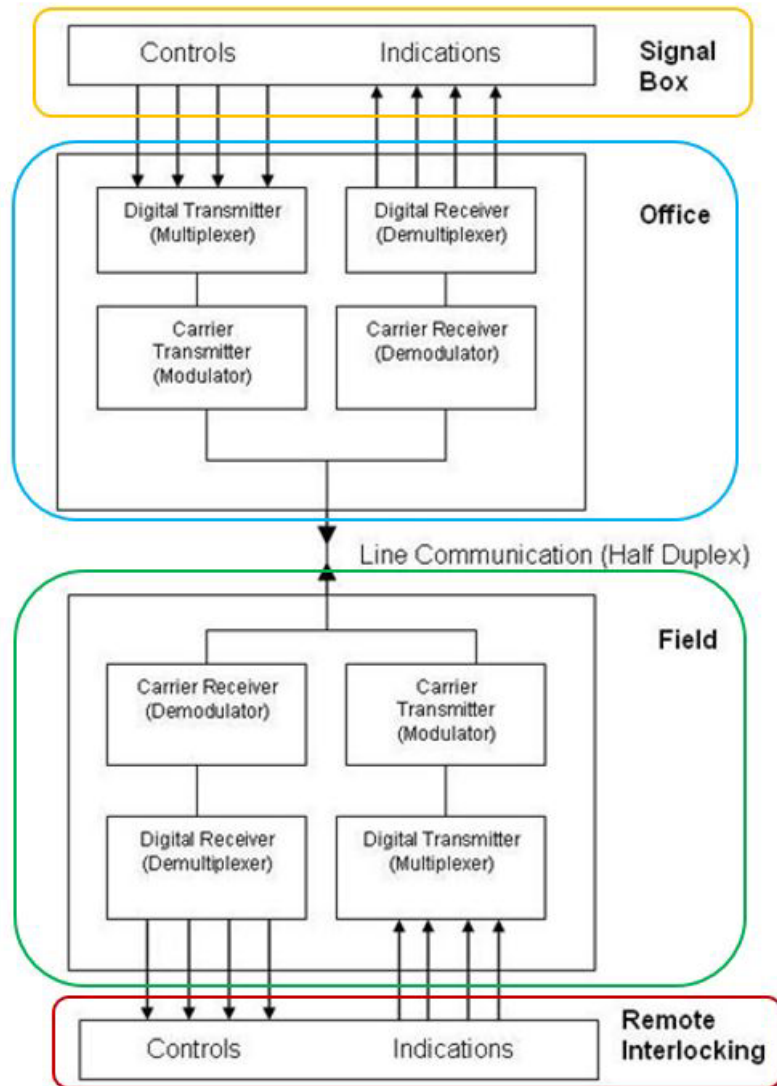 Controls
Indications
Signal
Box
Digital Transmitter
(Multiplexer)
Digital Receiver
(Demultiplexer)
Office
Carrier
Transmitter
(Modulator)
Carrier Receiver
(Demodulator)
Line Communication (Half Duplex)
Field
Carrier Receiver
(Demodulator)
Carrier
Transmitter
(Modulator)
Digital Receiver
(Demultiplexer)
Digital Transmitter
(Multiplexer)
Controls
Indications
Remote
Interlocking